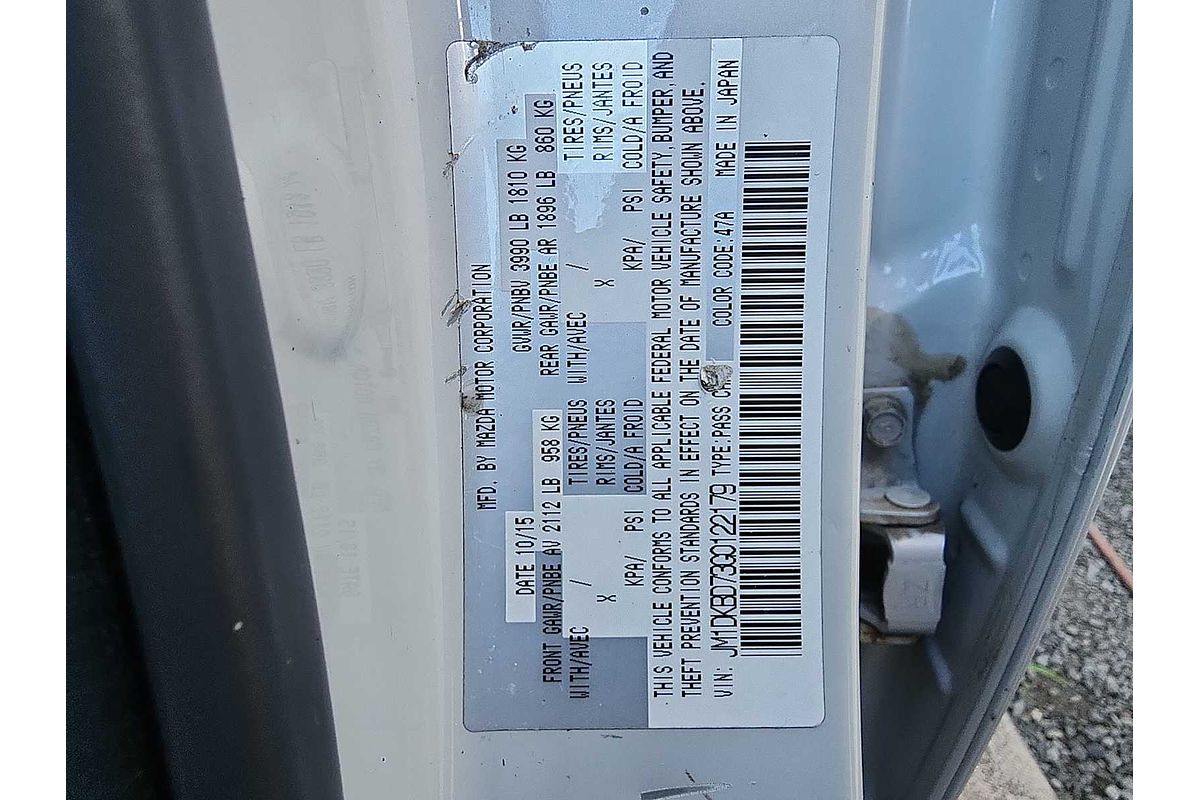 MFD. BY MAZDA MOTOR CORPORATION
DATE 10/15 GVWR/PNBV 3990 LB 1810 KG
FRONT GAWR/PNBE AV 2112 LB 958 KG REAR GAWR/PNBE AR 1896 LB 860 KG
WITH/AVEC / TIRES/PNEUS WITH/AVEC / TIRES/PNEUS
X RIMS/JANTES X RIMS/JANTES
KPA/ PSI COLD/A FROID KPA/ PSI COLD/A FROID
THIS VEHICLE CONFORMS TO ALL APPLICABLE FEDERAL MOTOR VEHICLE SAFETY,BUMPER,AND
THEFT PREVENTION STANDARDS IN EFFECT ON THE DATE OF MANUFACTURE SHOWN ABOVE.
VIN: JM1DKBD73G0122179 TYPE:PASS CAR COLOR CODE:47A MADE IN JAPAN